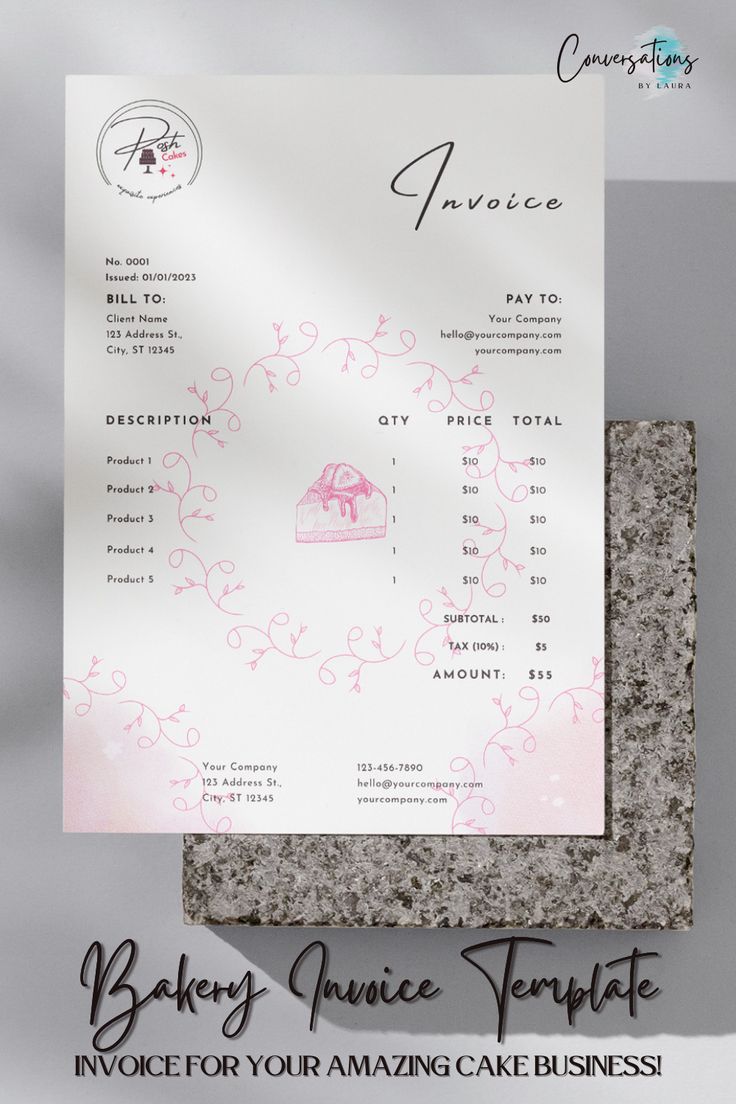 Conversations
BY LAURA
Posh
Cakes
exquisite experiences
Invoice
No. 0001
Issued: 01/01/2023
BILL TO:
Client Name
123 Address St.,
City, ST 12345
PAY TO:
Your Company
hello@yourcompany.com
yourcompany.com
DESCRIPTION QTY PRICE TOTAL
Product 1 1 $10 $10
Product 2 1 $10 $10
Product 3 1 $10 $10
Product 4 1 $10 $10
Product 5 1 $10 $10
SUBTOTAL : $50
TAX (10%) : $5
AMOUNT: $55
Your Company
123 Address St.,
City, ST 12345
123-456-7890
hello@yourcompany.com
yourcompany.com
Bakery Invoice Template
INVOICE FOR YOUR AMAZING CAKE BUSINESS!